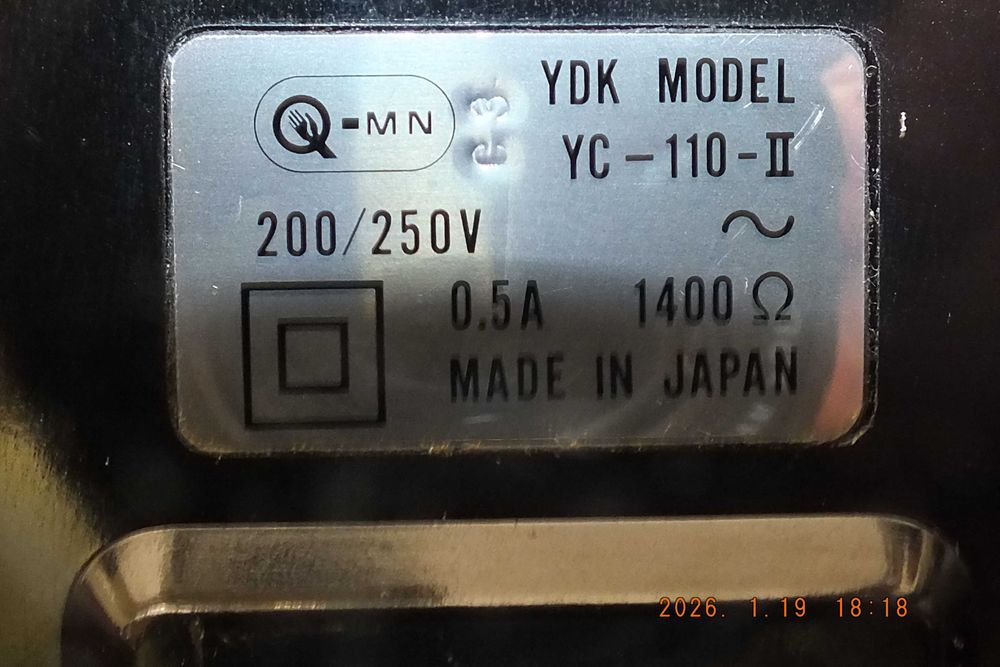 Q-MN
YDK MODEL
YC-110-II
200/250V
~
0.5A 1400Ω
MADE IN JAPAN
2026. 1.19 18:18